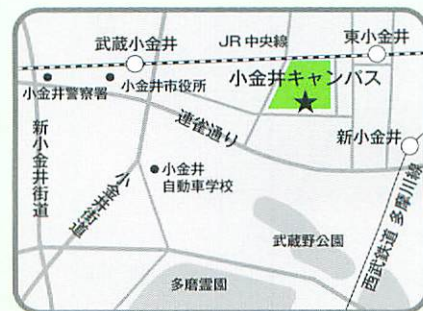 武蔵小金井
JR中央線
東小金井
小金井警察署
小金井市役所
小金井キャンパス
新小金井街道
連雀通り
新小金井
小金井街道
小金井
自動車学校
西武鉄道 多摩川線
武蔵野公園
多磨霊園